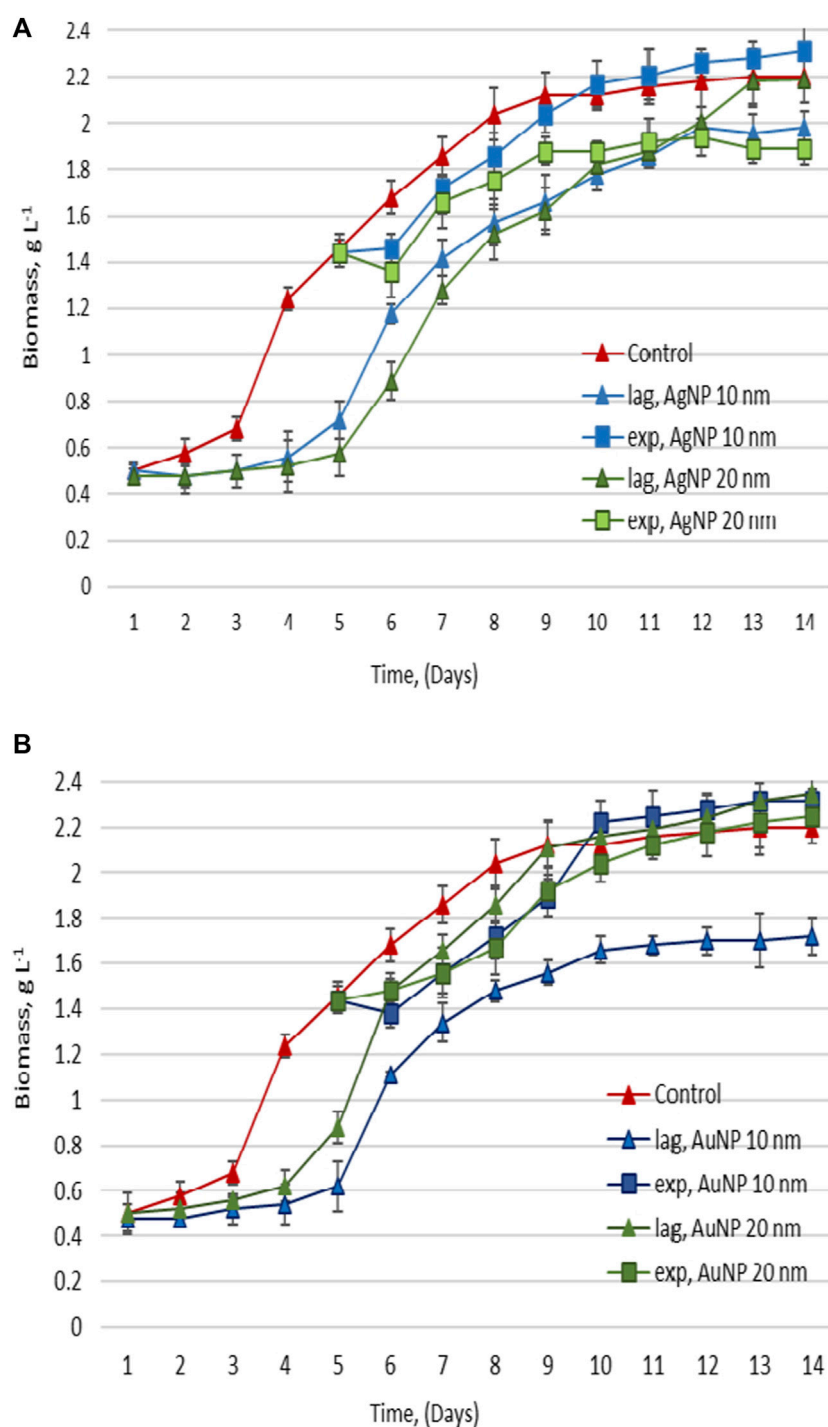 A
2.4
2.2
2
1.8
1.6
1.4
1.2
1
0.8
0.6
0.4
0.2
0
Biomass, g L-1
Control
lag, AgNP 10 nm
exp, AgNP 10 nm
lag, AgNP 20 nm
exp, AgNP 20 nm
1 2 3 4 5 6 7 8 9 10 11 12 13 14
Time, (Days)
B
2.4
2.2
2
1.8
1.6
1.4
1.2
1
0.8
0.6
0.4
0.2
0
Biomass, g L-1
Control
lag, AuNP 10 nm
exp, AuNP 10 nm
lag, AuNP 20 nm
exp, AuNP 20 nm
1 2 3 4 5 6 7 8 9 10 11 12 13 14
Time, (Days)